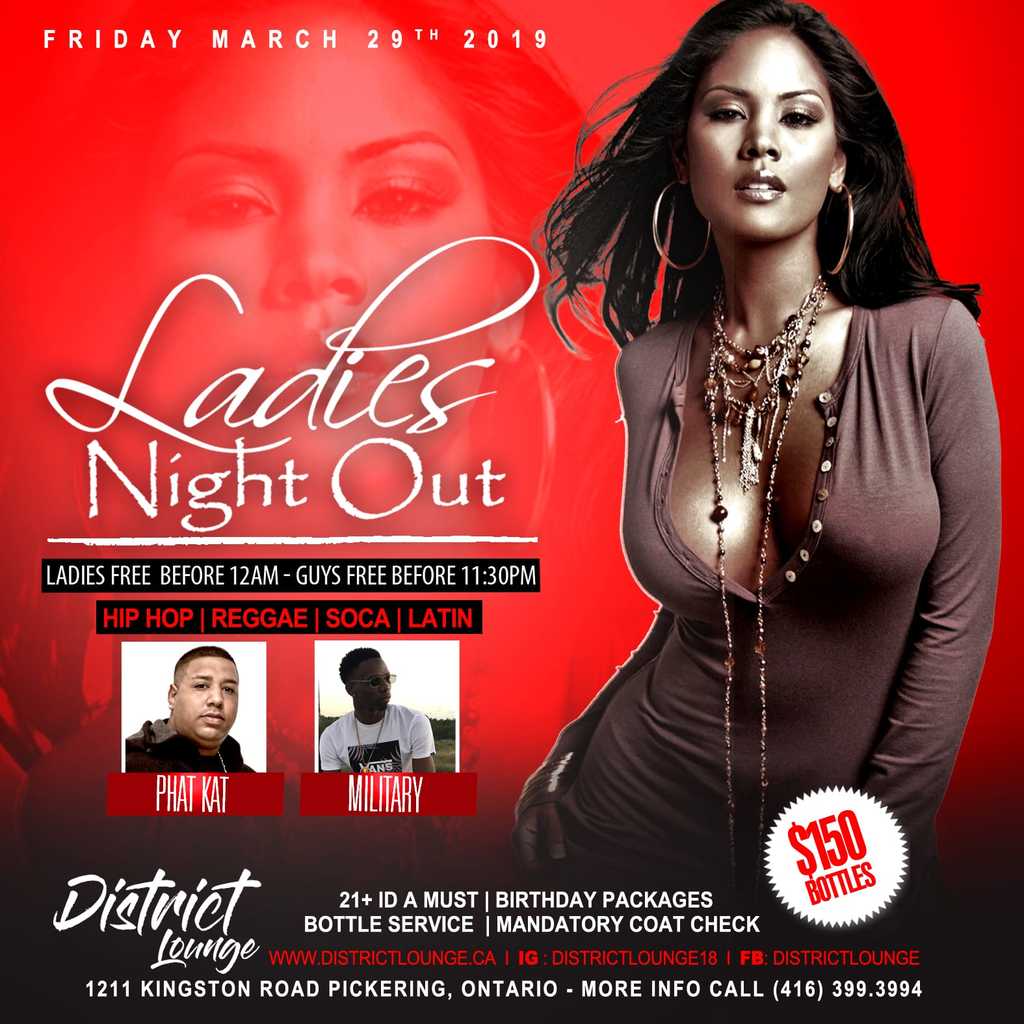 FRIDAY MARCH 29TH 2019
Ladies
Night Out
LADIES FREE BEFORE 12AM - GUYS FREE BEFORE 11:30PM
HIP HOP | REGGAE | SOCA | LATIN
VANS
PHAT KAT
MILITARY
$150
BOTTLES
District
Lounge
21+ ID A MUST | BIRTHDAY PACKAGES
BOTTLE SERVICE | MANDATORY COAT CHECK
WWW.DISTRICTLOUNGE.CA | IG : DISTRICTLOUNGE18 | FB: DISTRICTLOUNGE
1211 KINGSTON ROAD PICKERING, ONTARIO - MORE INFO CALL (416) 399.3994